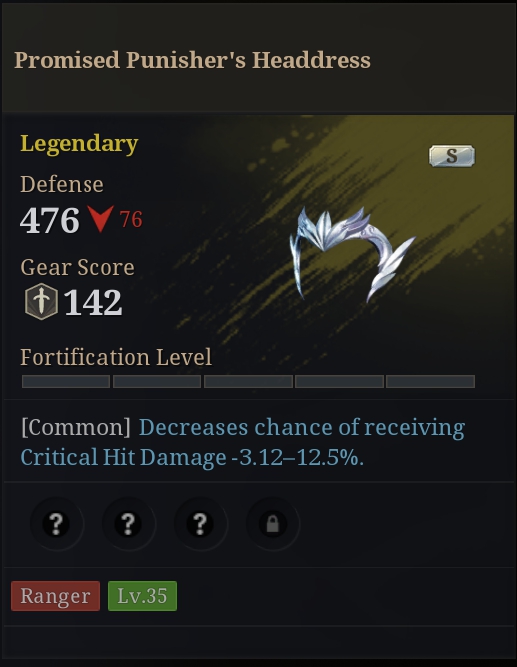 Promised Punisher's Headdress
Legendary
S
Defense
476 76
Gear Score
142
Fortification Level
[Common] Decreases chance of receiving
Critical Hit Damage -3.12–12.5%.
? ? ?
Ranger Lv.35